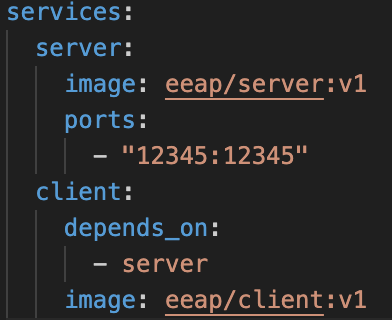 services:
  server:
    image: eeap/server:v1
    ports:
      - "12345:12345"
  client:
    depends_on:
      - server
    image: eeap/client:v1